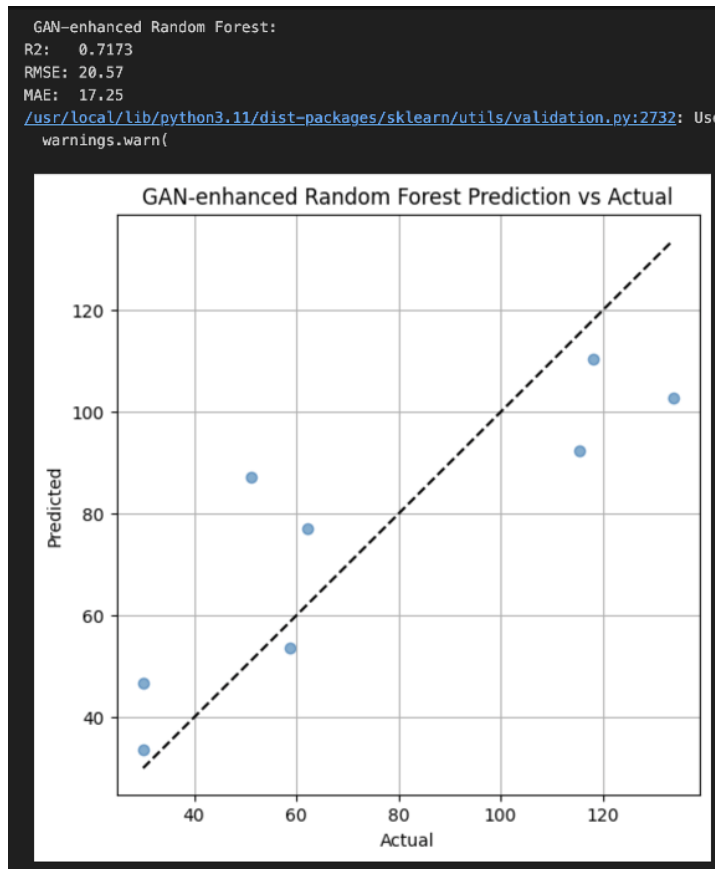 GAN-enhanced Random Forest:
R2: 0.7173
RMSE: 20.57
MAE: 17.25
/usr/local/lib/python3.11/dist-packages/sklearn/utils/validation.py:2732: Use
warnings.warn(
GAN-enhanced Random Forest Prediction vs Actual
120
100
80
60
40
Predicted
40 60 80 100 120
Actual